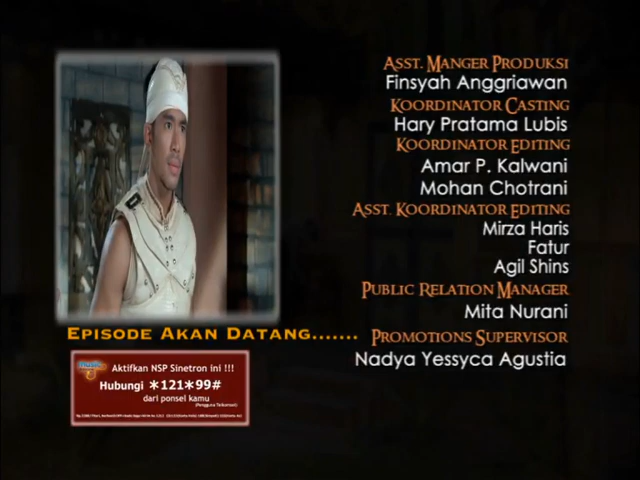 Asst. Manger Produksi
Finsyah Anggriawan
Koordinator Casting
Hary Pratama Lubis
Koordinator Editing
Amar P. Kalwani
Mohan Chotrani
Asst. Koordinator Editing
Mirza Haris
Fatur
Agil Shins
Public Relation Manager
Mita Nurani
Promotions Supervisor
Nadya Yessyca Agustia
Episode Akan Datang.......
Aktifkan NSP Sinetron ini !!!
Hubungi *121*99#
dari ponsel kamu
(Pengguna Telkomsel)